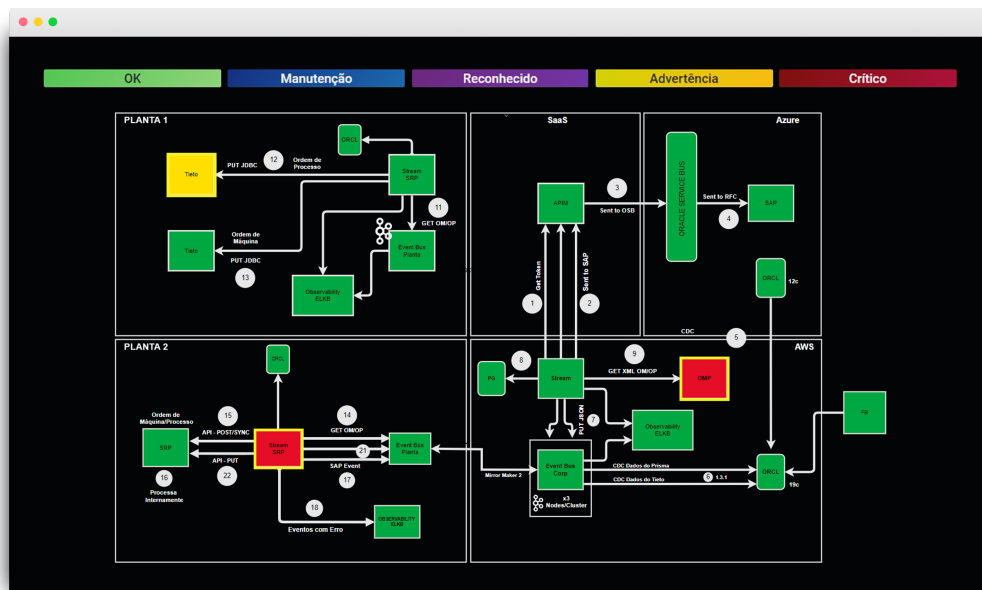 OK
Manutenção
Reconhecido
Advertência
Crítico
PLANTA 1
ORCL
12
Ordem de
Processo
PUT JDBC
Tieto
Stream
SRP
11
GET OM/OP
Ordem de
Máquina
Tieto
PUT JDBC
13
Event Bus
Planta
Observability
ELKE
SaaS
APIM
3
Sent to OSB
Get Token
1
Sent to SAP
2
Azure
ORACLE SERVICE BUS
Sent to RFC
4
SAP
ORCL
12c
CDC
5
PLANTA 2
ORCL
Ordem de
Máquina/Processo
15
API - POST/SYNC
SRP
API - PUT
22
16
Processa
Internamente
Stream
SRP
14
GET OM/OP
21
SAP Event
17
Event Bus
Planta
18
Eventos com Erro
OBSERVABILITY
ELKE
AWS
8
PG
Stream
9
GET XML OM/OP
OMP
PUT JSON
7
Observability
ELKE
Mirror Maker 2
Event Bus
Corp
x3
Nodes/Cluster
CDC Dados do Prisma
CDC Dados do Tieto
6
1.3.1
ORCL
19c